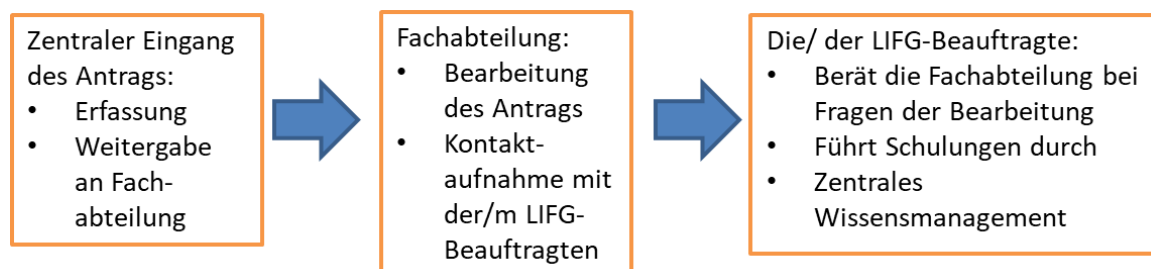 Zentraler Eingang
des Antrags:
• Erfassung
• Weitergabe
an Fach-
abteilung
Fachabteilung:
• Bearbeitung
des Antrags
• Kontakt-
aufnahme mit
der/m LIFG-
Beauftragten
Die/ der LIFG-Beauftragte:
• Berät die Fachabteilung bei
Fragen der Bearbeitung
• Führt Schulungen durch
• Zentrales
Wissensmanagement